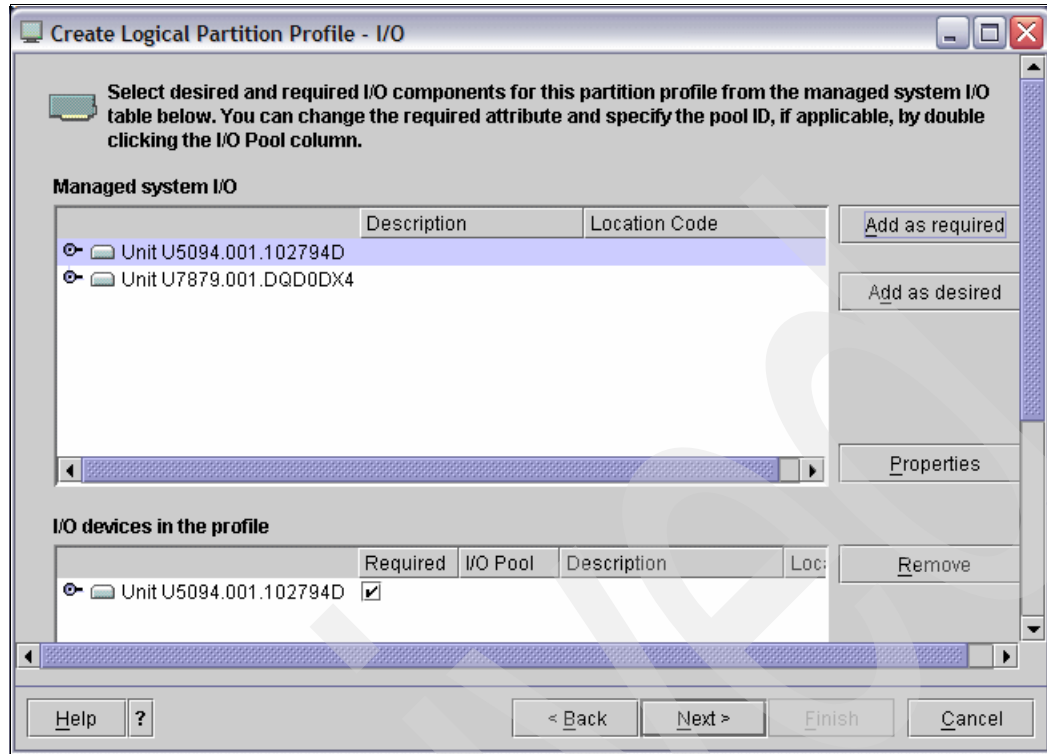 Create Logical Partition Profile - I/O
Select desired and required I/O components for this partition profile from the managed system I/O
table below. You can change the required attribute and specify the pool ID, if applicable, by double
clicking the I/O Pool column.
Managed system I/O
Description Location Code
Unit U5094.001.102794D
Unit U7879.001.DQD0DX4
Add as required
Add as desired
Properties
I/O devices in the profile
Required I/O Pool Description Loca
Unit U5094.001.102794D
Remove
Help ? < Back Next > Finish Cancel